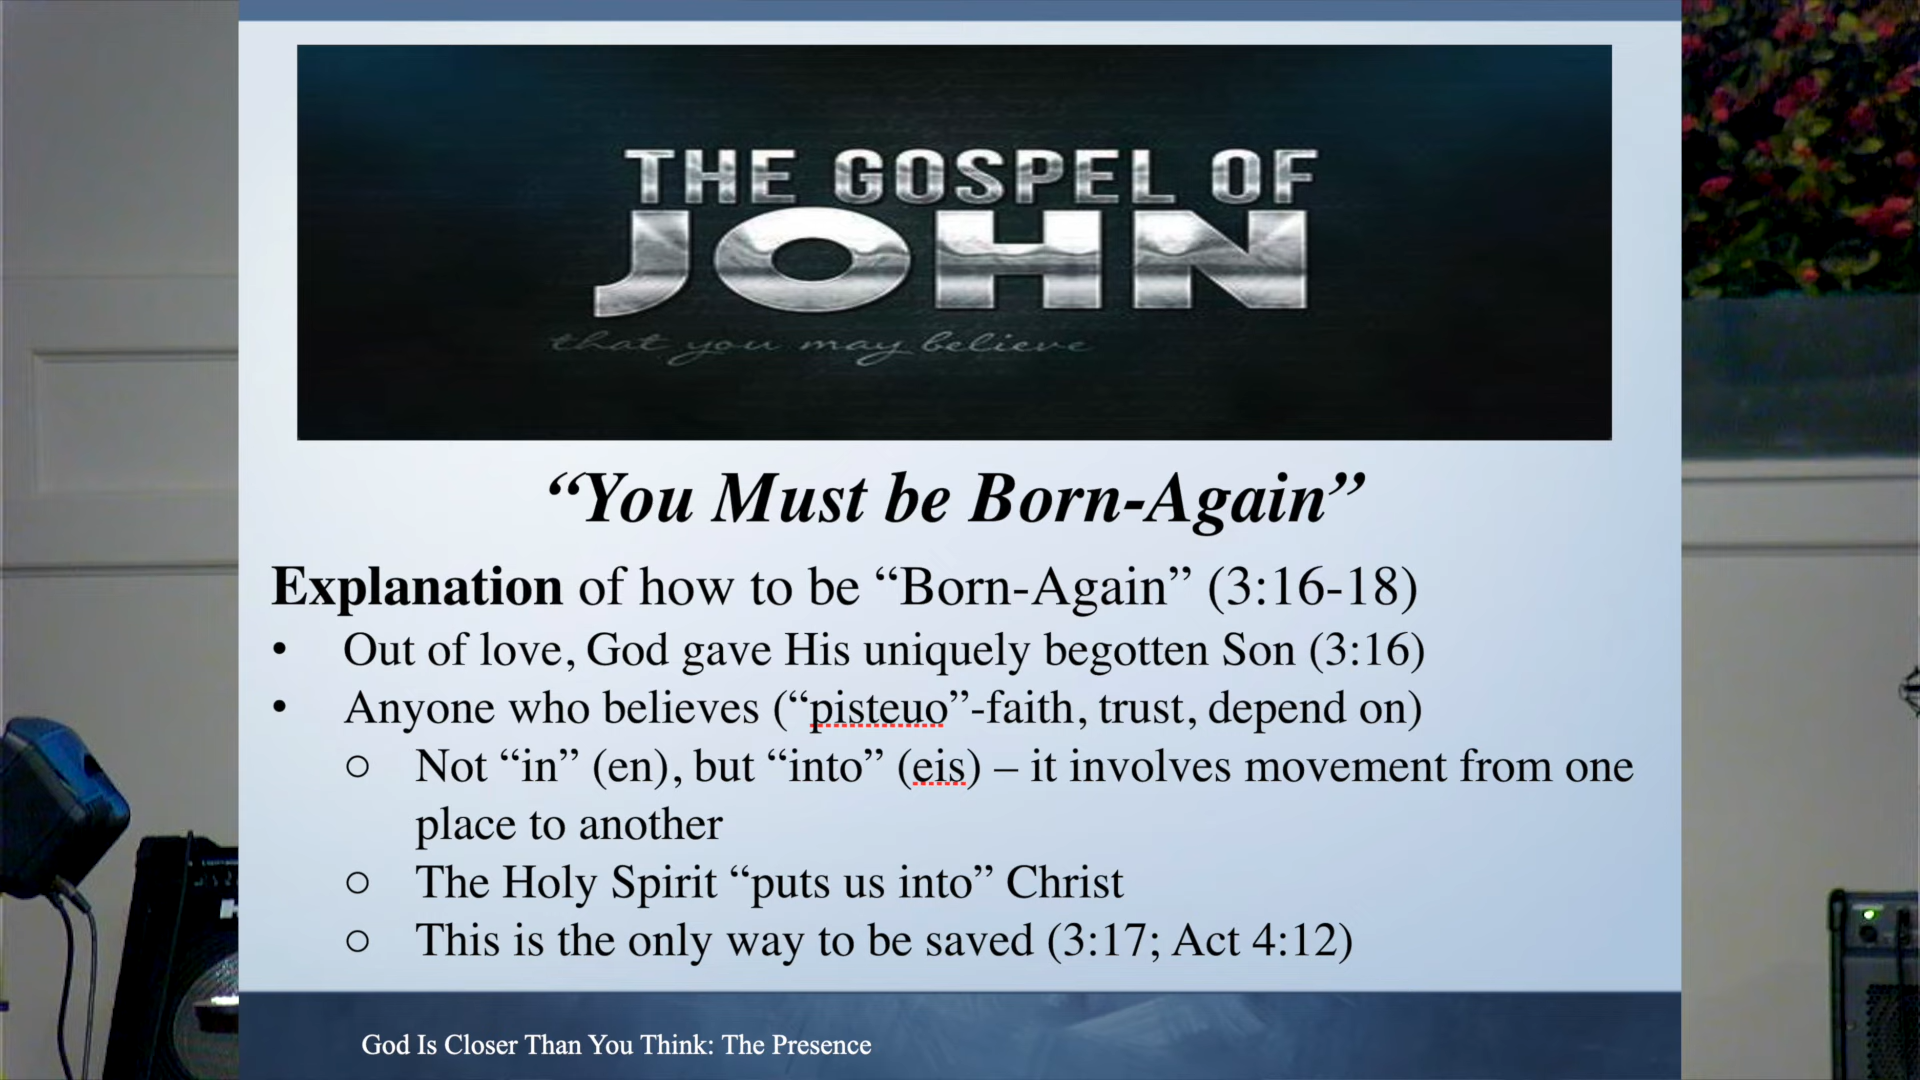 THE GOSPEL OF
JOHN
that you may believe
“You Must be Born-Again”
Explanation of how to be “Born-Again” (3:16-18)
• Out of love, God gave His uniquely begotten Son (3:16)
• Anyone who believes (“pisteuo”-faith, trust, depend on)
○ Not “in” (en), but “into” (eis) – it involves movement from one
place to another
○ The Holy Spirit “puts us into” Christ
○ This is the only way to be saved (3:17; Act 4:12)
God Is Closer Than You Think: The Presence